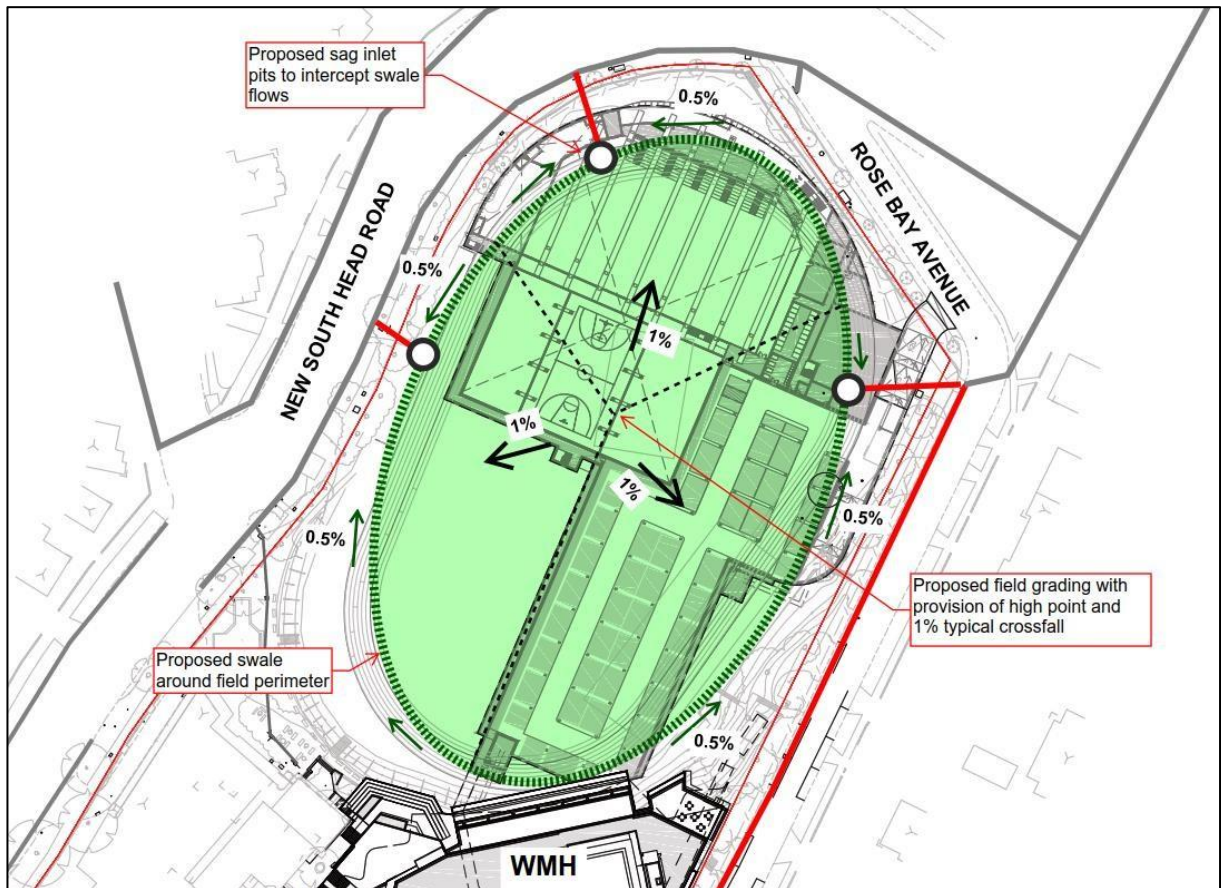 Proposed sag inlet
pits to intercept swale
flows
0.5%
ROSE BAY AVENUE
NEW SOUTH HEAD ROAD
0.5%
1%
1%
1%
0.5%
0.5%
Proposed field grading with
provision of high point and
1% typical crossfall
Proposed swale
around field perimeter
0.5%
WMH